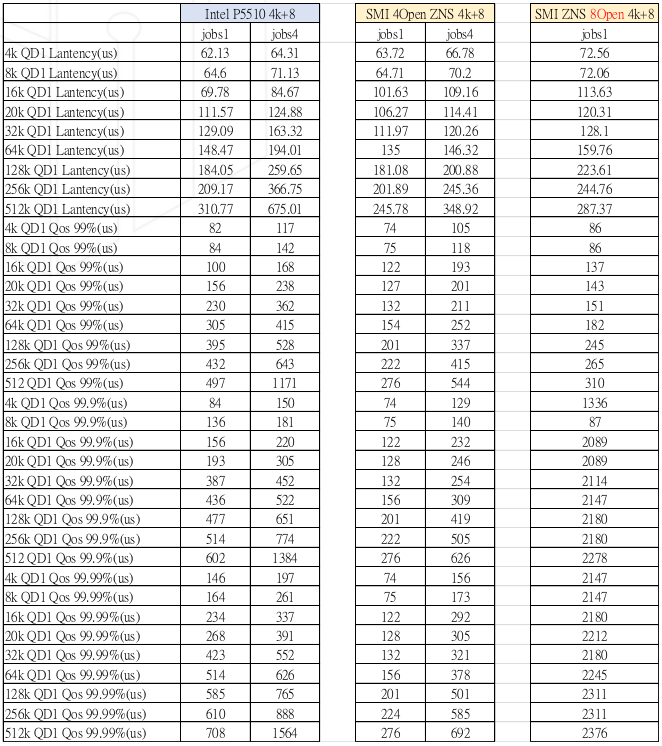 Intel P5510 4k+8 SMI 4Open ZNS 4k+8 SMI ZNS 8Open 4k+8
jobs1 jobs4 jobs1 jobs4 jobs1
4k QD1 Lantency(us) 62.13 64.31 63.72 66.78 72.56
8k QD1 Lantency(us) 64.6 71.13 64.71 70.2 72.06
16k QD1 Lantency(us) 69.78 84.67 101.63 109.16 113.63
20k QD1 Lantency(us) 111.57 124.88 106.27 114.41 120.31
32k QD1 Lantency(us) 129.09 163.32 111.97 120.26 128.1
64k QD1 Lantency(us) 148.47 194.01 135 146.32 159.76
128k QD1 Lantency(us) 184.05 259.65 181.08 200.88 223.61
256k QD1 Lantency(us) 209.17 366.75 201.89 245.36 244.76
512k QD1 Lantency(us) 310.77 675.01 245.78 348.92 287.37
4k QD1 Qos 99%(us) 82 117 74 105 86
8k QD1 Qos 99%(us) 84 142 75 118 86
16k QD1 Qos 99%(us) 100 168 122 193 137
20k QD1 Qos 99%(us) 156 238 127 201 143
32k QD1 Qos 99%(us) 230 362 132 211 151
64k QD1 Qos 99%(us) 305 415 154 252 182
128k QD1 Qos 99%(us) 395 528 201 337 245
256k QD1 Qos 99%(us) 432 643 222 415 265
512 QD1 Qos 99%(us) 497 1171 276 544 310
4k QD1 Qos 99.9%(us) 84 150 74 129 1336
8k QD1 Qos 99.9%(us) 136 181 75 140 87
16k QD1 Qos 99.9%(us) 156 220 122 232 2089
20k QD1 Qos 99.9%(us) 193 305 128 246 2089
32k QD1 Qos 99.9%(us) 387 452 132 254 2114
64k QD1 Qos 99.9%(us) 436 522 156 309 2147
128k QD1 Qos 99.9%(us) 477 651 201 419 2180
256k QD1 Qos 99.9%(us) 514 774 222 505 2180
512 QD1 Qos 99.9%(us) 602 1384 276 626 2278
4k QD1 Qos 99.99%(us) 146 197 74 156 2147
8k QD1 Qos 99.99%(us) 164 261 75 173 2147
16k QD1 Qos 99.99%(us) 234 337 122 292 2180
20k QD1 Qos 99.99%(us) 268 391 128 305 2212
32k QD1 Qos 99.99%(us) 423 552 132 321 2180
64k QD1 Qos 99.99%(us) 514 626 156 378 2245
128k QD1 Qos 99.99%(us) 585 765 201 501 2311
256k QD1 Qos 99.99%(us) 610 888 224 585 2311
512k QD1 Qos 99.99%(us) 708 1564 276 692 2376